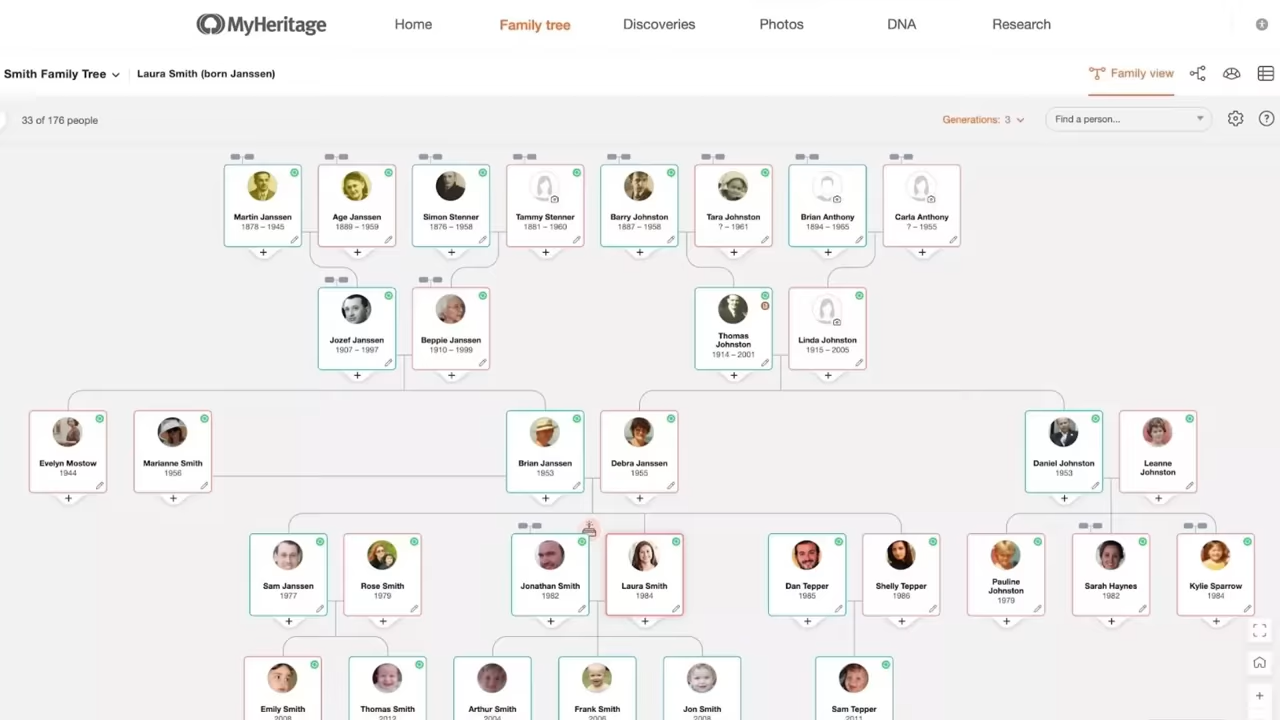 MyHeritage
Home
Family tree
Discoveries
Photos
DNA
Research
Smith Family Tree
Laura Smith (born Janssen)
Family view
33 of 176 people
Generations: 3
Find a person...
Martin Janssen
1878 – 1945
Age Janssen
1889 – 1959
Simon Stenner
1876 – 1958
Tammy Stenner
1881 – 1960
Barry Johnston
1887 – 1958
Tara Johnston
? – 1961
Brian Anthony
1894 – 1965
Carla Anthony
? – 1955
Jozef Janssen
1907 – 1997
Beppie Janssen
1910 – 1999
Thomas
Johnston
1914 – 2001
Linda Johnston
1915 – 2005
Evelyn Mostow
1944
Marianne Smith
1956
Brian Janssen
1953
Debra Janssen
1955
Daniel Johnston
1953
Leanne
Johnston
Sam Janssen
1977
Rose Smith
1979
Jonathan Smith
1982
Laura Smith
1984
Dan Tepper
1985
Shelly Tepper
1986
Pauline
Johnston
1979
Sarah Haynes
1982
Kylie Sparrow
1984
Emily Smith
2008
Thomas Smith
2012
Arthur Smith
2004
Frank Smith
2006
Jon Smith
2008
Sam Tepper
2011